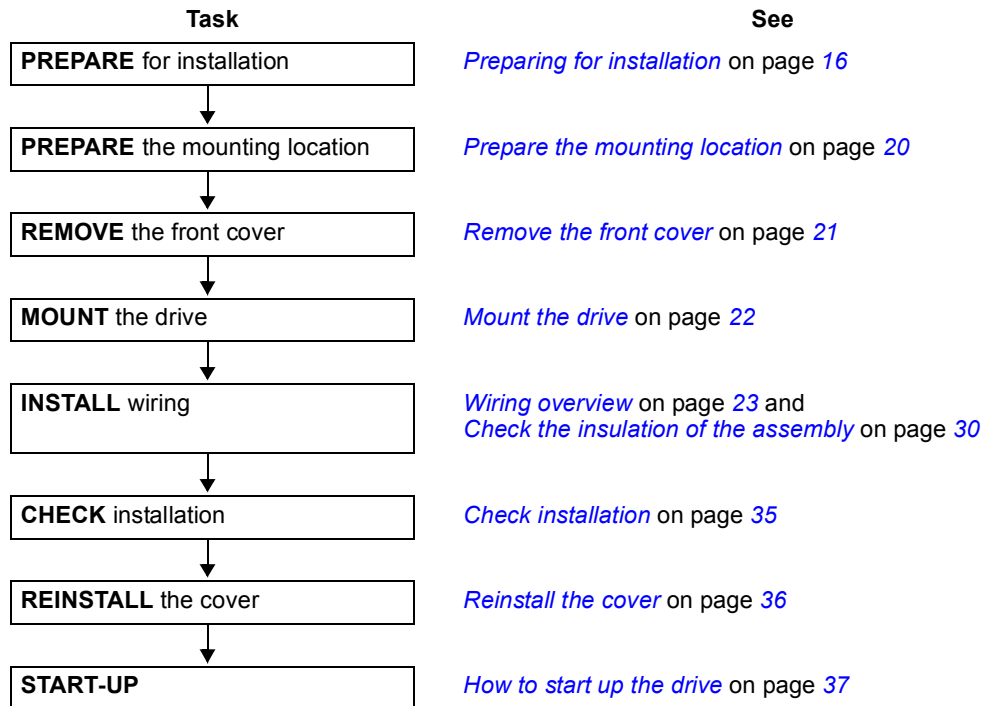 Task See
PREPARE for installation Preparing for installation on page 16
PREPARE the mounting location Prepare the mounting location on page 20
REMOVE the front cover Remove the front cover on page 21
MOUNT the drive Mount the drive on page 22
INSTALL wiring Wiring overview on page 23 and
Check the insulation of the assembly on page 30
CHECK installation Check installation on page 35
REINSTALL the cover Reinstall the cover on page 36
START-UP How to start up the drive on page 37